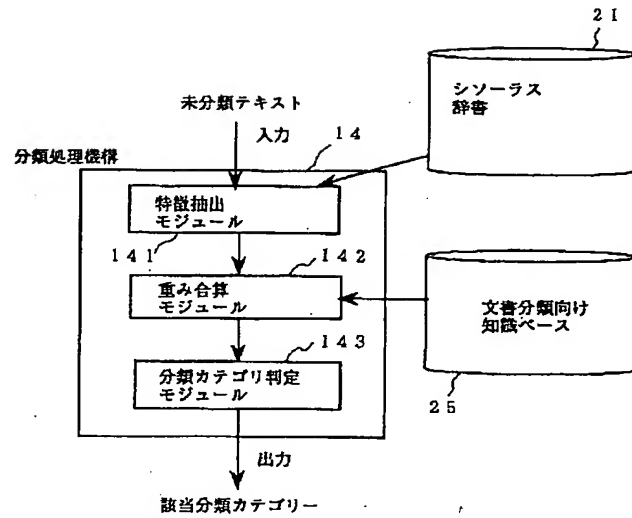 21
シソーラス
辞書
未分類テキスト
入力
14
分類処理機構
特徴抽出
モジュール
141
142
重み合算
モジュール
文書分類向け
知識ベース
143
分類カテゴリ判定
モジュール
25
出力
該当分類カテゴリー